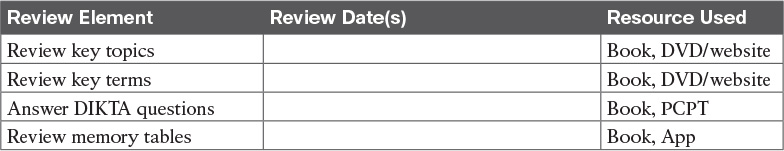 Review Element Review Date(s) Resource Used
Review key topics Book, DVD/website
Review key terms Book, DVD/website
Answer DIKTA questions Book, PCPT
Review memory tables Book, App